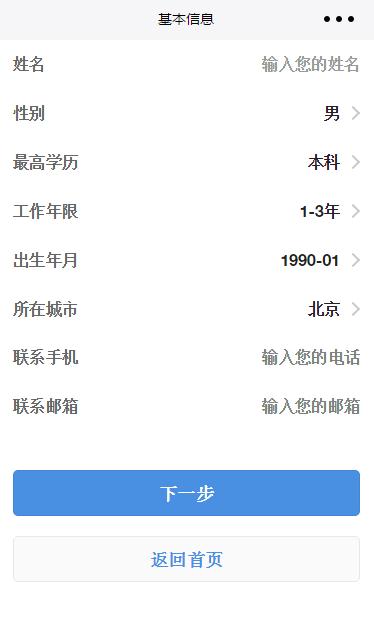 基本信息
姓名 输入您的姓名
性别 男
最高学历 本科
工作年限 1-3年
出生年月 1990-01
所在城市 北京
联系手机 输入您的电话
联系邮箱 输入您的邮箱
下一步
返回首页